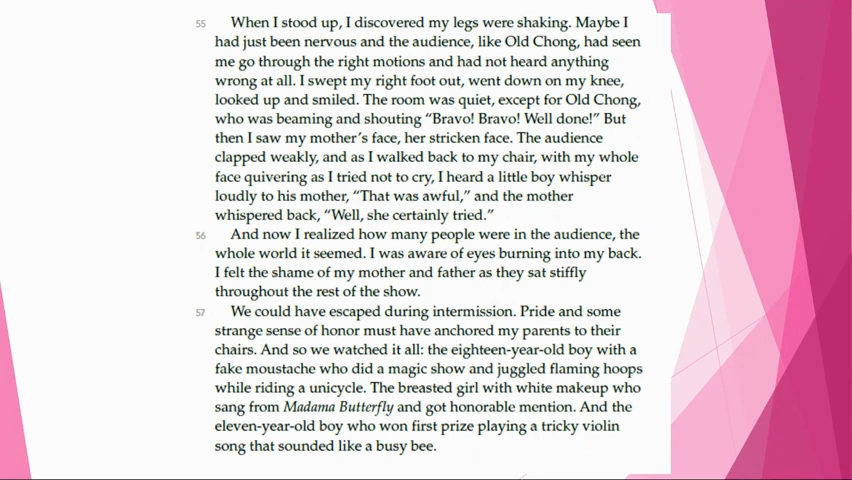 55 When I stood up, I discovered my legs were shaking. Maybe I
had just been nervous and the audience, like Old Chong, had seen
me go through the right motions and had not heard anything
wrong at all. I swept my right foot out, went down on my knee,
looked up and smiled. The room was quiet, except for Old Chong,
who was beaming and shouting “Bravo! Bravo! Well done!” But
then I saw my mother’s face, her stricken face. The audience
clapped weakly, and as I walked back to my chair, with my whole
face quivering as I tried not to cry, I heard a little boy whisper
loudly to his mother, “That was awful,” and the mother
whispered back, “Well, she certainly tried.”
56 And now I realized how many people were in the audience, the
whole world it seemed. I was aware of eyes burning into my back.
I felt the shame of my mother and father as they sat stiffly
throughout the rest of the show.
57 We could have escaped during intermission. Pride and some
strange sense of honor must have anchored my parents to their
chairs. And so we watched it all: the eighteen-year-old boy with a
fake moustache who did a magic show and juggled flaming hoops
while riding a unicycle. The breasted girl with white makeup who
sang from Madama Butterfly and got honorable mention. And the
eleven-year-old boy who won first prize playing a tricky violin
song that sounded like a busy bee.